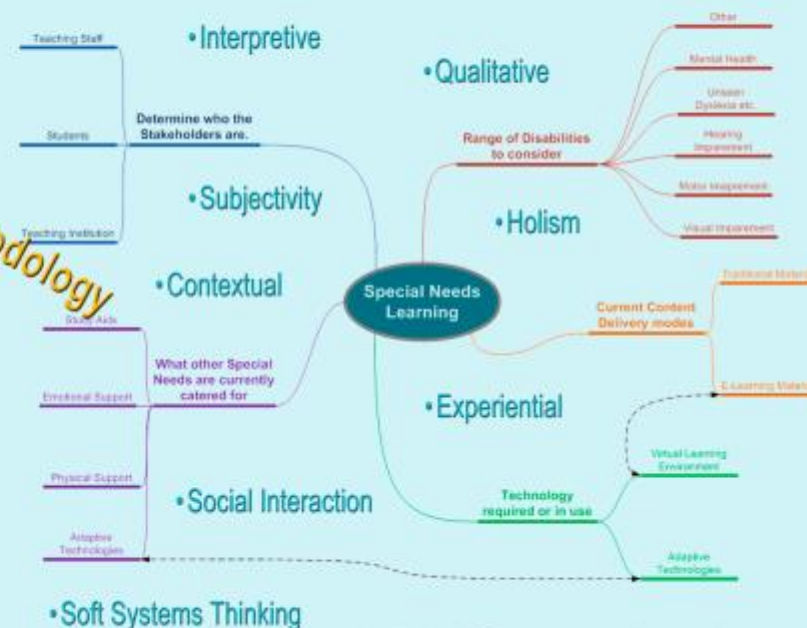 Teaching Staff
Students
Teaching Institution
Determine who the
Stakeholders are.
•Interpretive
•Qualitative
•Subjectivity
•Holism
•Contextual
•Experiential
•Social Interaction
•Soft Systems Thinking
odology
Special Needs
Learning
Range of Disabilities
to consider
Other
Mental Health
Unseen
Dyslexia etc.
Hearing
Impairement
Visual Impairement
Current Content
Delivery modes
Traditional
E-Learning
What other Special
Needs are currently
catered for
Study Aids
Emotional Support
Physical Support
Adaptive
Technologies
Technology
required or in use
Virtual Learning
Environment
Adaptive
Technologies